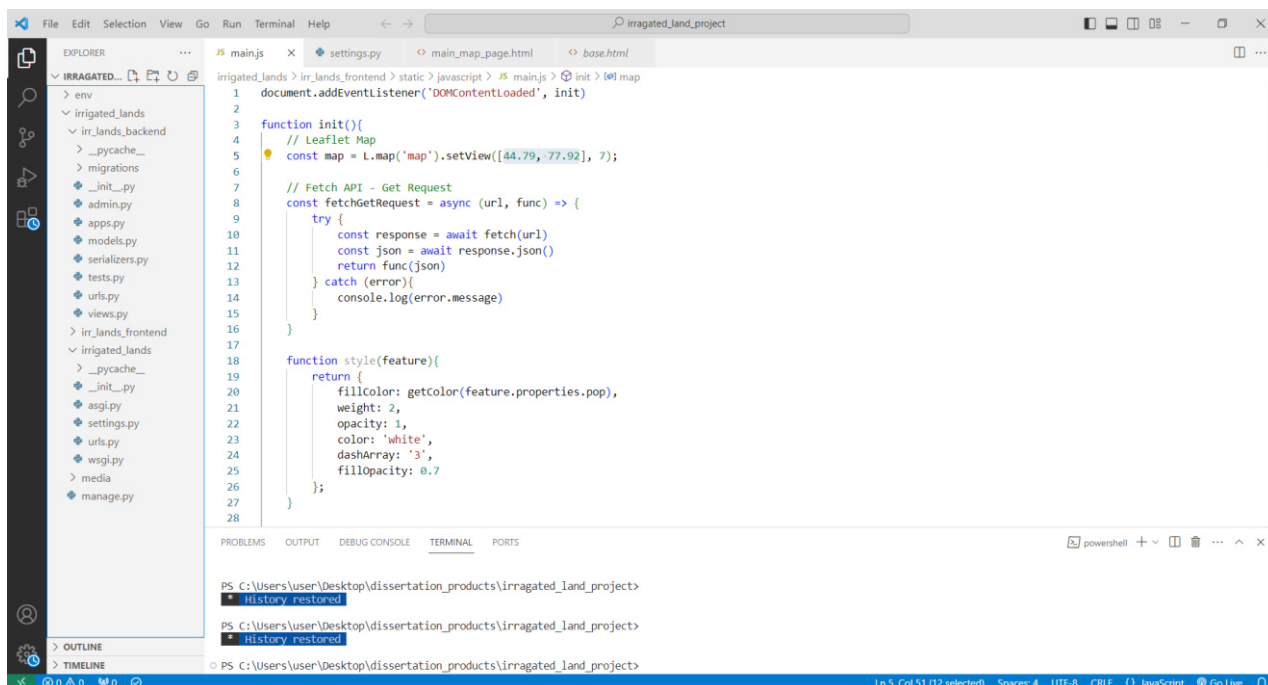 File Edit Selection View Go Run Terminal Help
irragated_land_project
EXPLORER
IRRAGATED...
env
irrigated_lands
irr_lands_backend
__pycache__
migrations
__init__.py
admin.py
apps.py
models.py
serializers.py
tests.py
urls.py
views.py
irr_lands_frontend
irrigated_lands
__pycache__
__init__.py
asgi.py
settings.py
urls.py
wsgi.py
media
manage.py
OUTLINE
TIMELINE
JS main.js settings.py main_map_page.html base.html
irrigated_lands > irr_lands_frontend > static > javascript > JS main.js > init > map
1 document.addEventListener('DOMContentLoaded', init)
2
3 function init(){
4 // Leaflet Map
5 const map = L.map('map').setView([44.79, 77.92], 7);
6
7 // Fetch API - Get Request
8 const fetchGetRequest = async (url, func) => {
9 try {
10 const response = await fetch(url)
11 const json = await response.json()
12 return func(json)
13 } catch (error){
14 console.log(error.message)
15 }
16 }
17
18 function style(feature){
19 return {
20 fillColor: getColor(feature.properties.pop),
21 weight: 2,
22 opacity: 1,
23 color: 'white',
24 dashArray: '3',
25 fillOpacity: 0.7
26 };
27 }
28
PROBLEMS OUTPUT DEBUG CONSOLE TERMINAL PORTS
powershell
PS C:\Users\user\Desktop\dissertation_products\irragated_land_project>
* History restored
PS C:\Users\user\Desktop\dissertation_products\irragated_land_project>
* History restored
PS C:\Users\user\Desktop\dissertation_products\irragated_land_project>
0 0 0 Ln 5, Col 51 (12 selected) Spaces: 4 UTF-8 CRLF {} JavaScript Go Live